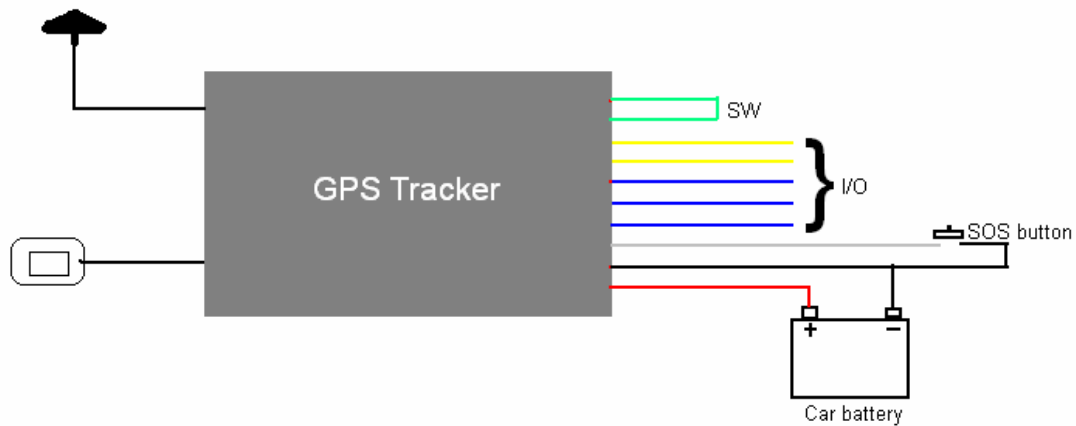 SW
GPS Tracker
I/O
SOS button
+ −
Car battery